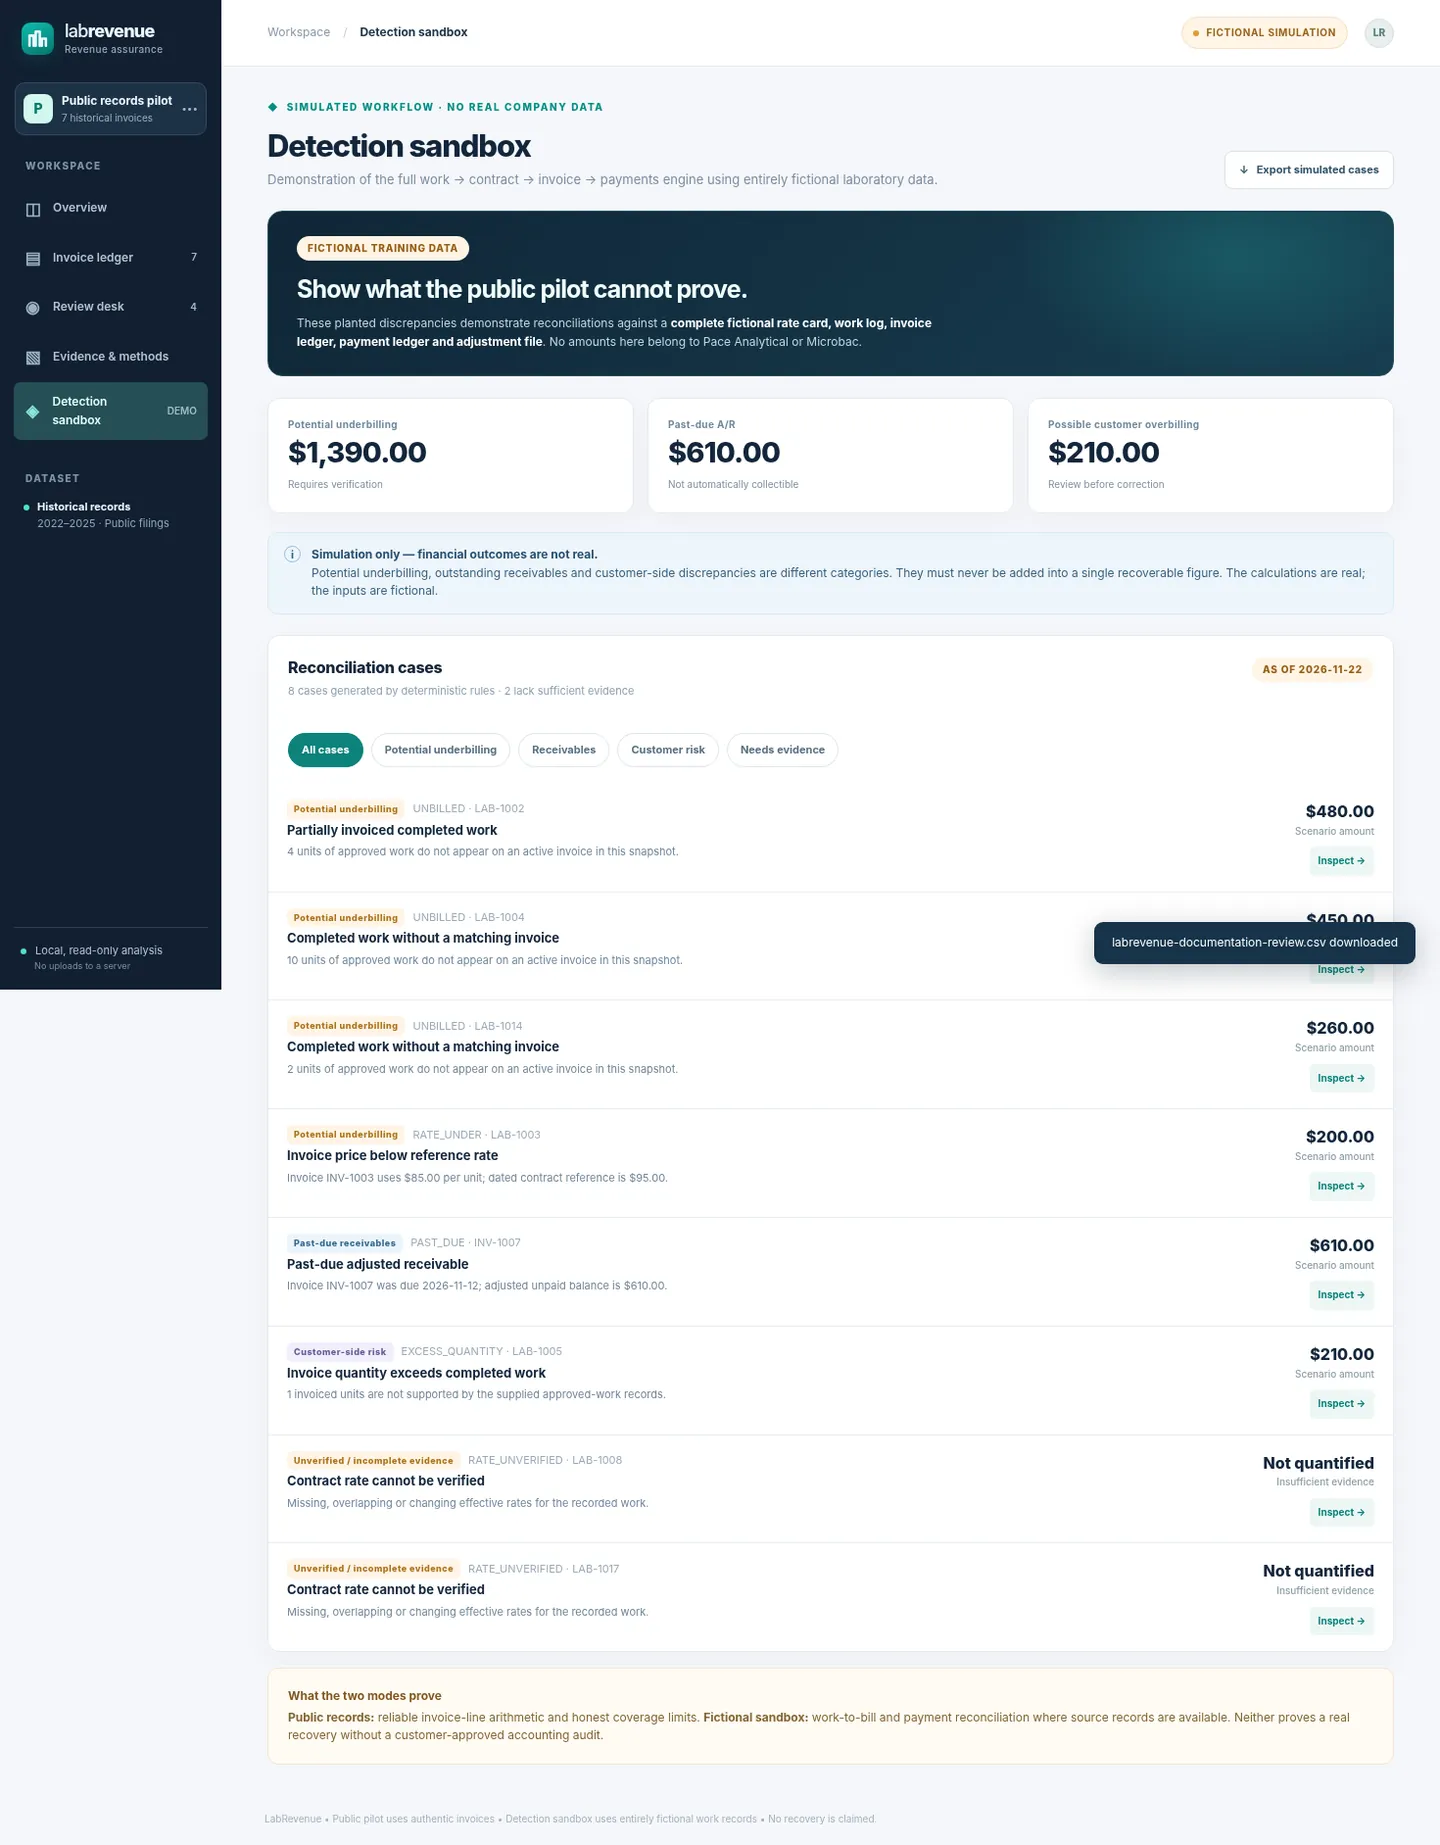 labrevenue
Revenue assurance
P
Public records pilot
7 historical invoices
WORKSPACE
Overview
Invoice ledger 7
Review desk 4
Evidence & methods
Detection
sandbox
DEMO
DATASET
Historical records
2022–2025 · Public filings
Local, read-only analysis
No uploads to a server
Workspace / Detection sandbox
FICTIONAL SIMULATION
LR
SIMULATED WORKFLOW · NO REAL COMPANY DATA
Detection sandbox
Demonstration of the full work → contract → invoice → payments engine using entirely fictional laboratory data.
↓ Export simulated cases
FICTIONAL TRAINING DATA
Show what the public pilot cannot prove.
These planted discrepancies demonstrate reconciliations against a complete fictional rate card, work log, invoice
ledger, payment ledger and adjustment file. No amounts here belong to Pace Analytical or Microbac.
Potential underbilling
$1,390.00
Requires verification
Past-due A/R
$610.00
Not automatically collectible
Possible customer overbilling
$210.00
Review before correction
Simulation only — financial outcomes are not real.
Potential underbilling, outstanding receivables and customer-side discrepancies are different categories. They must never be added into a single recoverable figure. The calculations are real;
the inputs are fictional.
Reconciliation cases
8 cases generated by deterministic rules · 2 lack sufficient evidence
AS OF 2026-11-22
All cases
Potential underbilling
Receivables
Customer risk
Needs evidence
Potential underbilling UNBILLED · LAB-1002
Partially invoiced completed work
4 units of approved work do not appear on an active invoice in this snapshot.
$480.00
Scenario amount
Inspect →
Potential underbilling UNBILLED · LAB-1004
Completed work without a matching invoice
10 units of approved work do not appear on an active invoice in this snapshot.
$450.00
labrevenue-documentation-review.csv downloaded
Inspect →
Potential underbilling UNBILLED · LAB-1014
Completed work without a matching invoice
2 units of approved work do not appear on an active invoice in this snapshot.
$260.00
Scenario amount
Inspect →
Potential underbilling RATE_UNDER · LAB-1003
Invoice price below reference rate
Invoice INV-1003 uses $85.00 per unit; dated contract reference is $95.00.
$200.00
Scenario amount
Inspect →
Past-due receivables PAST_DUE · INV-1007
Past-due adjusted receivable
Invoice INV-1007 was due 2026-11-12; adjusted unpaid balance is $610.00.
$610.00
Scenario amount
Inspect →
Customer-side risk EXCESS_QUANTITY · LAB-1005
Invoice quantity exceeds completed work
1 invoiced units are not supported by the supplied approved-work records.
$210.00
Scenario amount
Inspect →
Unverified / incomplete evidence RATE_UNVERIFIED · LAB-1008
Contract rate cannot be verified
Missing, overlapping or changing effective rates for the recorded work.
Not quantified
Insufficient evidence
Inspect →
Unverified / incomplete evidence RATE_UNVERIFIED · LAB-1017
Contract rate cannot be verified
Missing, overlapping or changing effective rates for the recorded work.
Not quantified
Insufficient evidence
Inspect →
What the two modes prove
Public records: reliable invoice-line arithmetic and honest coverage limits. Fictional sandbox: work-to-bill and payment reconciliation where source records are available. Neither proves a real
recovery without a customer-approved accounting audit.
LabRevenue • Public pilot uses authentic invoices • Detection sandbox uses entirely fictional work records • No recovery is claimed.